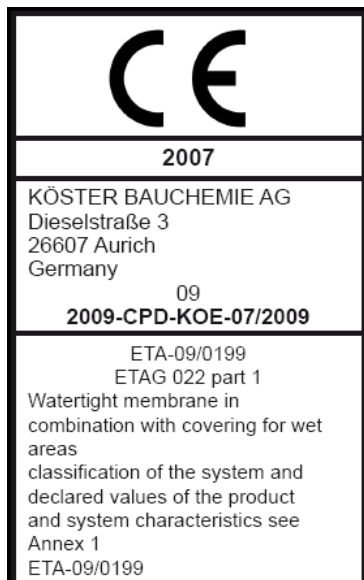 CE
2007
KÖSTER BAUCHEMIE AG
Dieselstraße 3
26607 Aurich
Germany
09
2009-CPD-KOE-07/2009
ETA-09/0199
ETAG 022 part 1
Watertight membrane in
combination with covering for wet
areas
classification of the system and
declared values of the product
and system characteristics see
Annex 1
ETA-09/0199